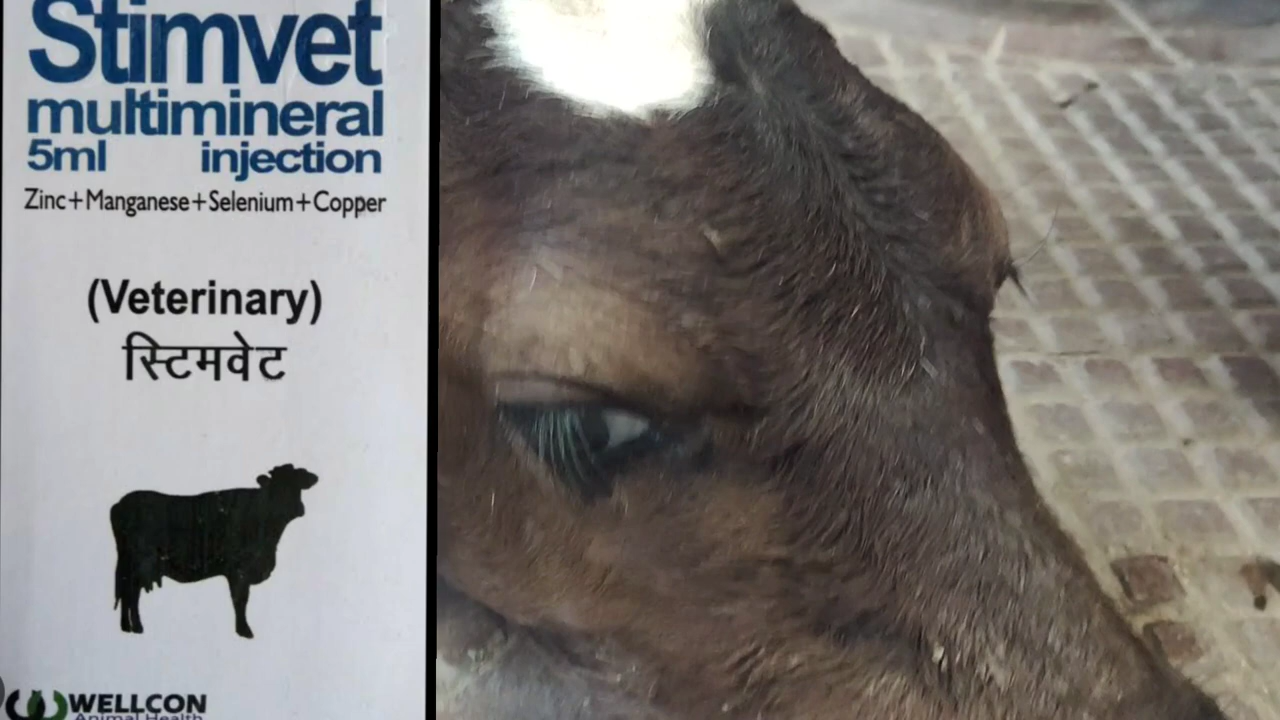 Stimvet
multimineral
5ml injection
Zinc+Manganese+Selenium+Copper
(Veterinary)
स्टिमवेट
WELLCON
Animal Health